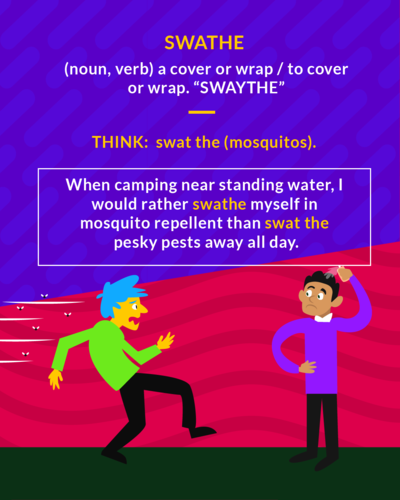 SWATHE
(noun, verb) a cover or wrap / to cover
or wrap. “SWAYTHE”
THINK: swat the (mosquitos).
When camping near standing water, I
would rather swathe myself in
mosquito repellent than swat the
pesky pests away all day.